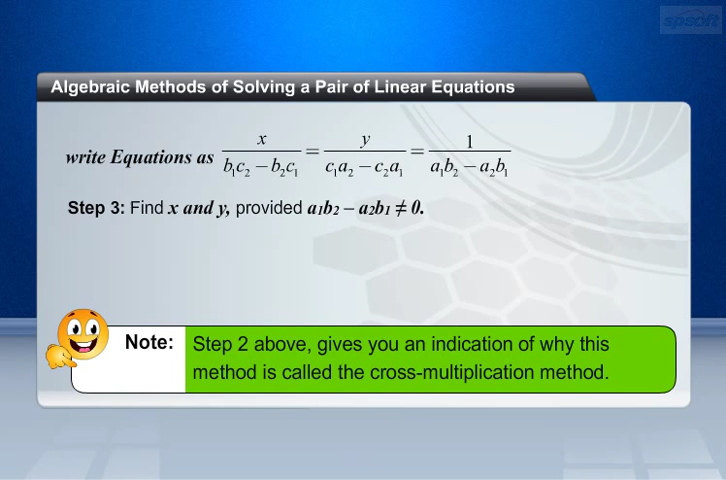 spsoft
Algebraic Methods of Solving a Pair of Linear Equations
write Equations as x/(b₁c₂ – b₂c₁) = y/(c₁a₂ – c₂a₁) = 1/(a₁b₂ – a₂b₁)
Step 3: Find x and y, provided a₁b₂ – a₂b₁ ≠ 0.
Note: Step 2 above, gives you an indication of why this
method is called the cross-multiplication method.